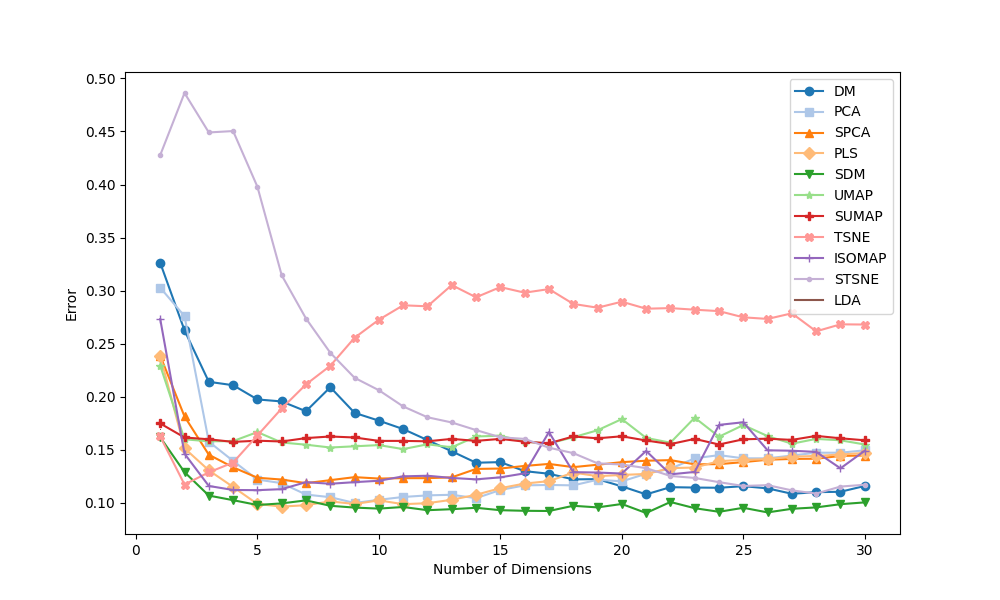 0.50
0.45
0.40
0.35
0.30
0.25
0.20
0.15
0.10
Error
0
5
10
15
20
25
30
Number of Dimensions
DM
PCA
SPCA
PLS
SDM
UMAP
SUMAP
TSNE
ISOMAP
STSNE
LDA